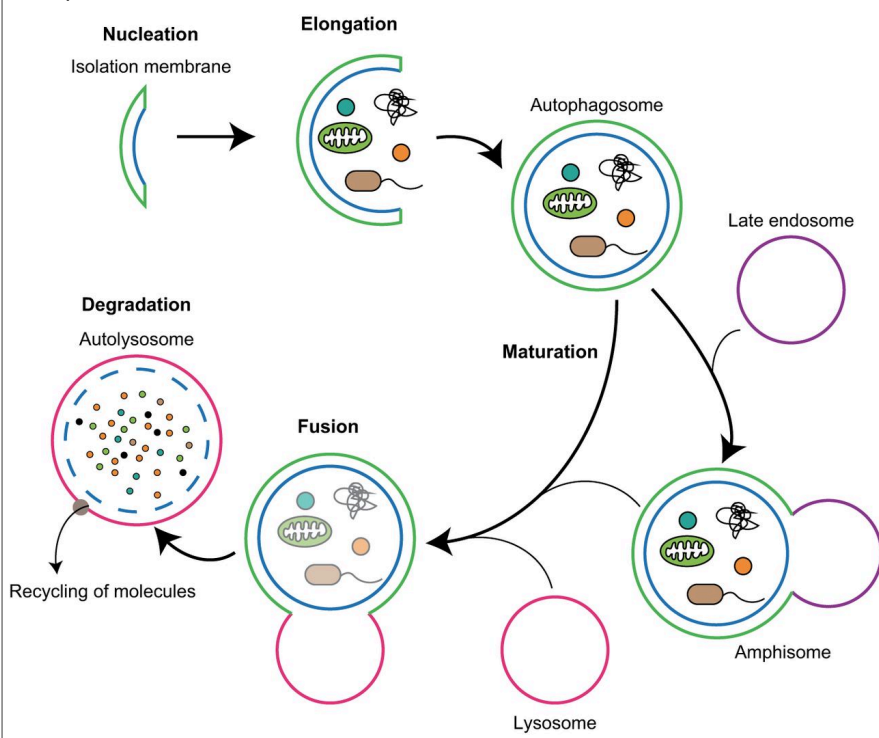 Nucleation
Isolation membrane
Elongation
Autophagosome
Late endosome
Degradation
Autolysosome
Maturation
Fusion
Recycling of molecules
Amphisome
Lysosome